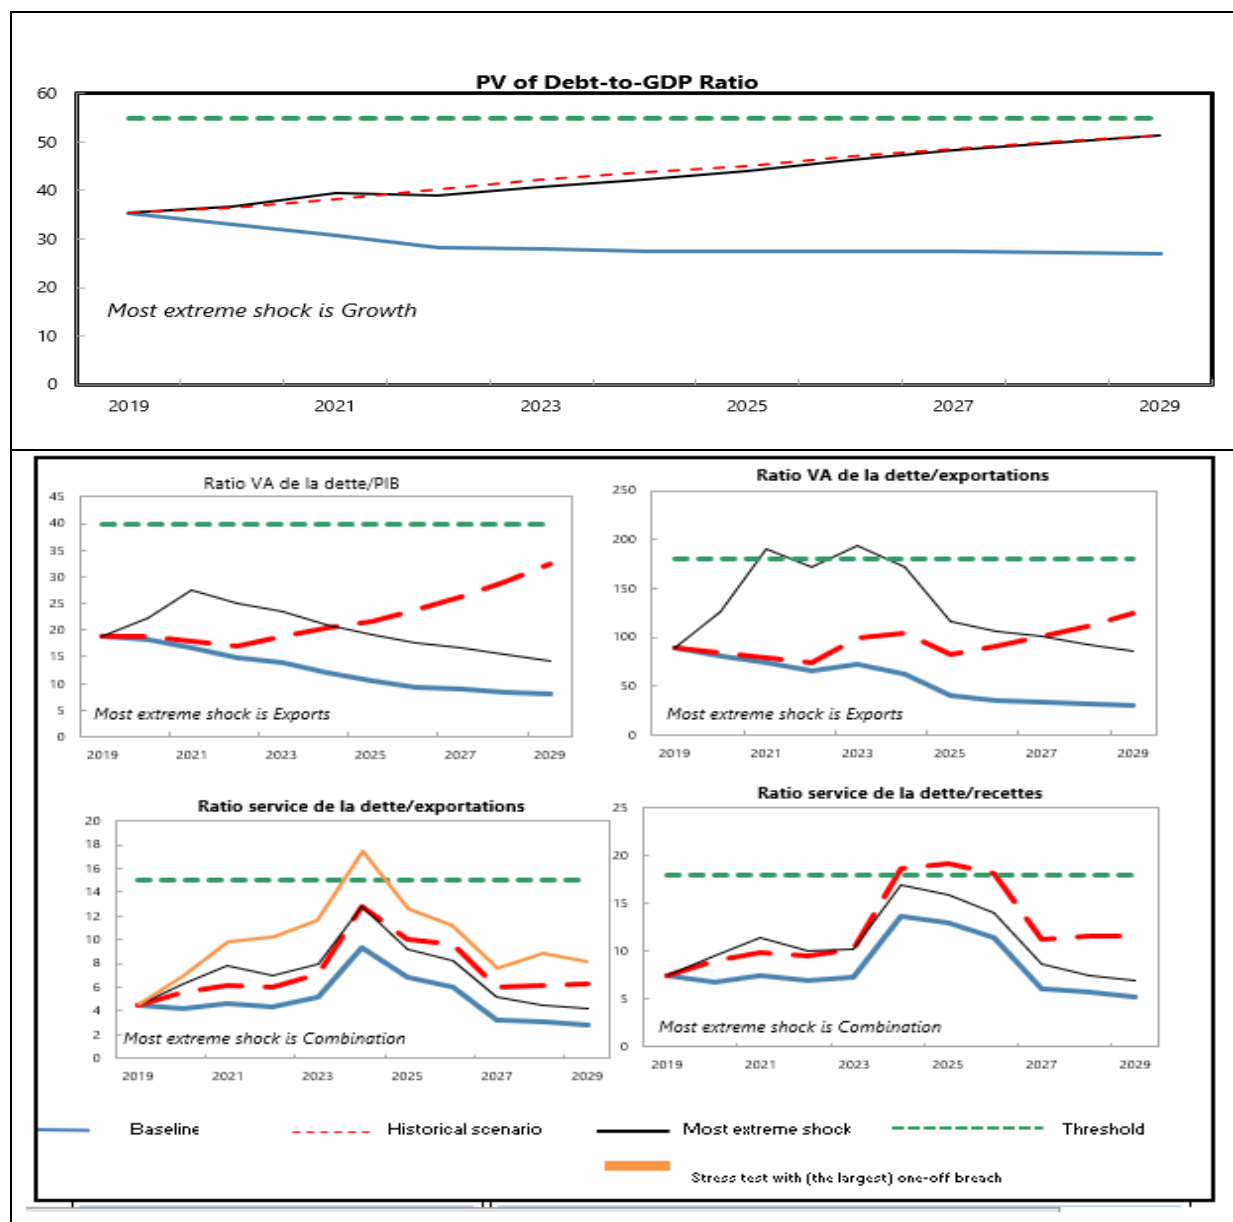 PV of Debt-to-GDP Ratio
60
50
40
30
20
10
0
Most extreme shock is Growth
2019 2021 2023 2025 2027 2029
Ratio VA de la dette/PIB
45
40
35
30
25
20
15
10
5
0
Most extreme shock is Exports
2019 2021 2023 2025 2027 2029
Ratio VA de la dette/exportations
250
200
150
100
50
0
Most extreme shock is Exports
2019 2021 2023 2025 2027 2029
Ratio service de la dette/exportations
20
18
16
14
12
10
8
6
4
2
0
Most extreme shock is Combination
2019 2021 2023 2025 2027 2029
Ratio service de la dette/recettes
25
20
15
10
5
0
Most extreme shock is Combination
2019 2021 2023 2025 2027 2029
Baseline Historical scenario Most extreme shock Threshold
Stress test with (the largest) one-off breach